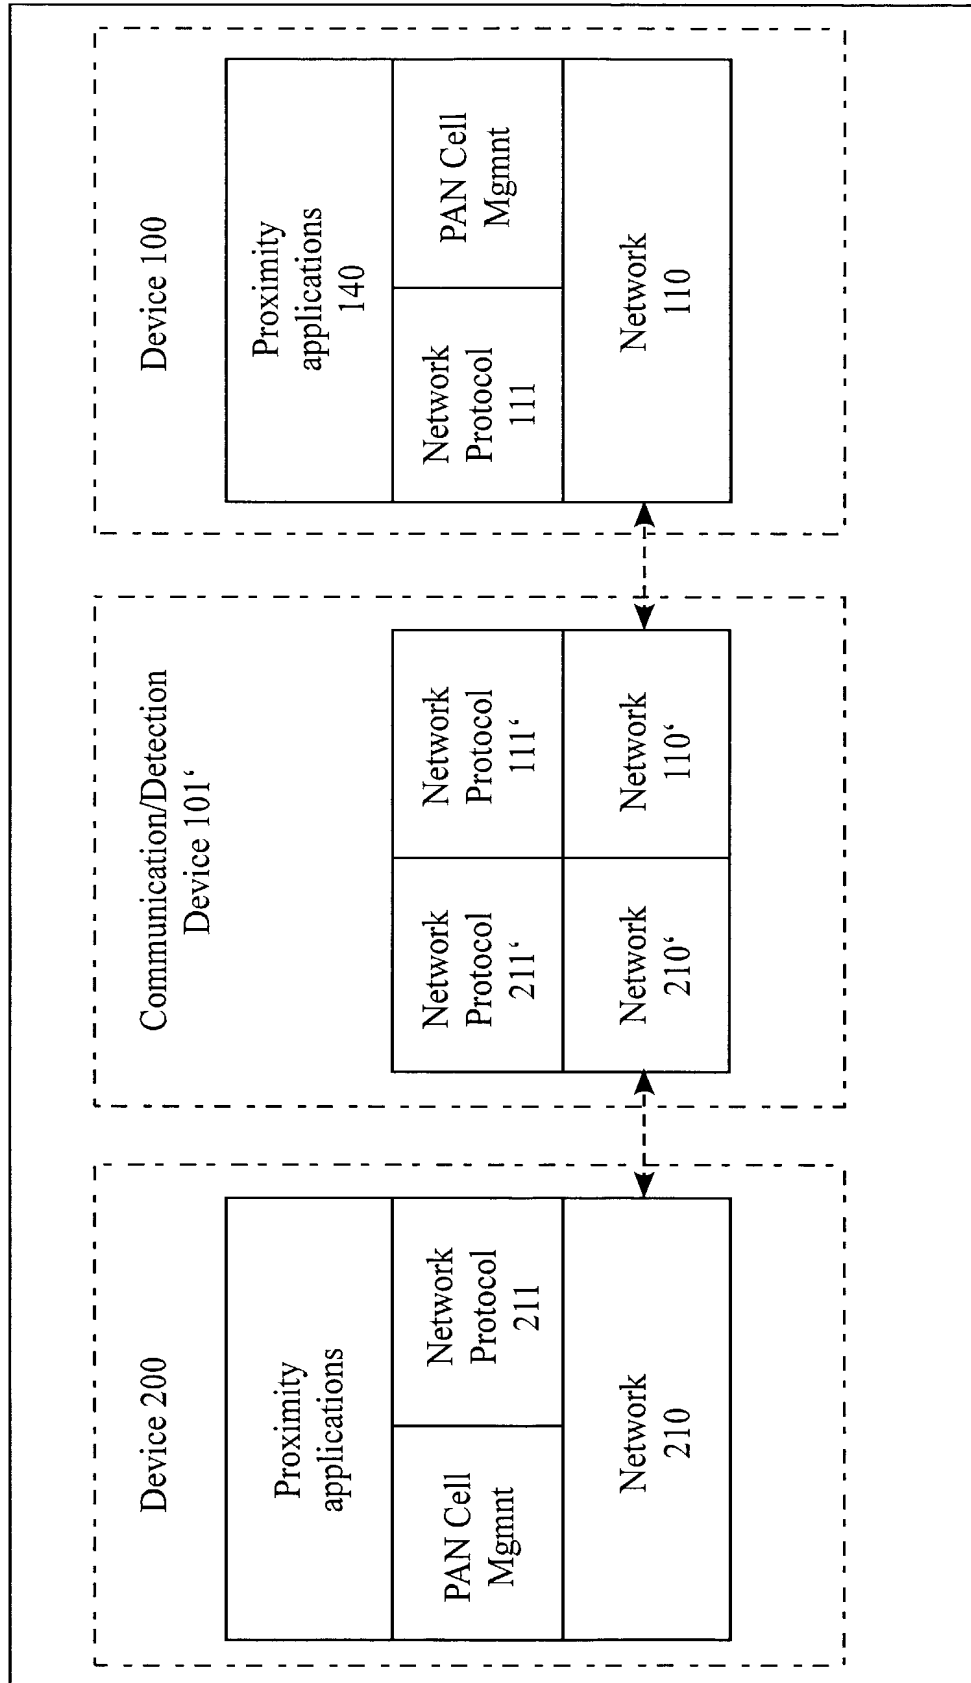 Device 200
Proximity
applications
PAN Cell
Mgmnt
Network
Protocol
211
Network
210
Communication/Detection
Device 101‘
Network
Protocol
211‘
Network
Protocol
111‘
Network
210‘
Network
110‘
Device 100
Proximity
applications
140
Network
Protocol
111
PAN Cell
Mgmnt
Network
110